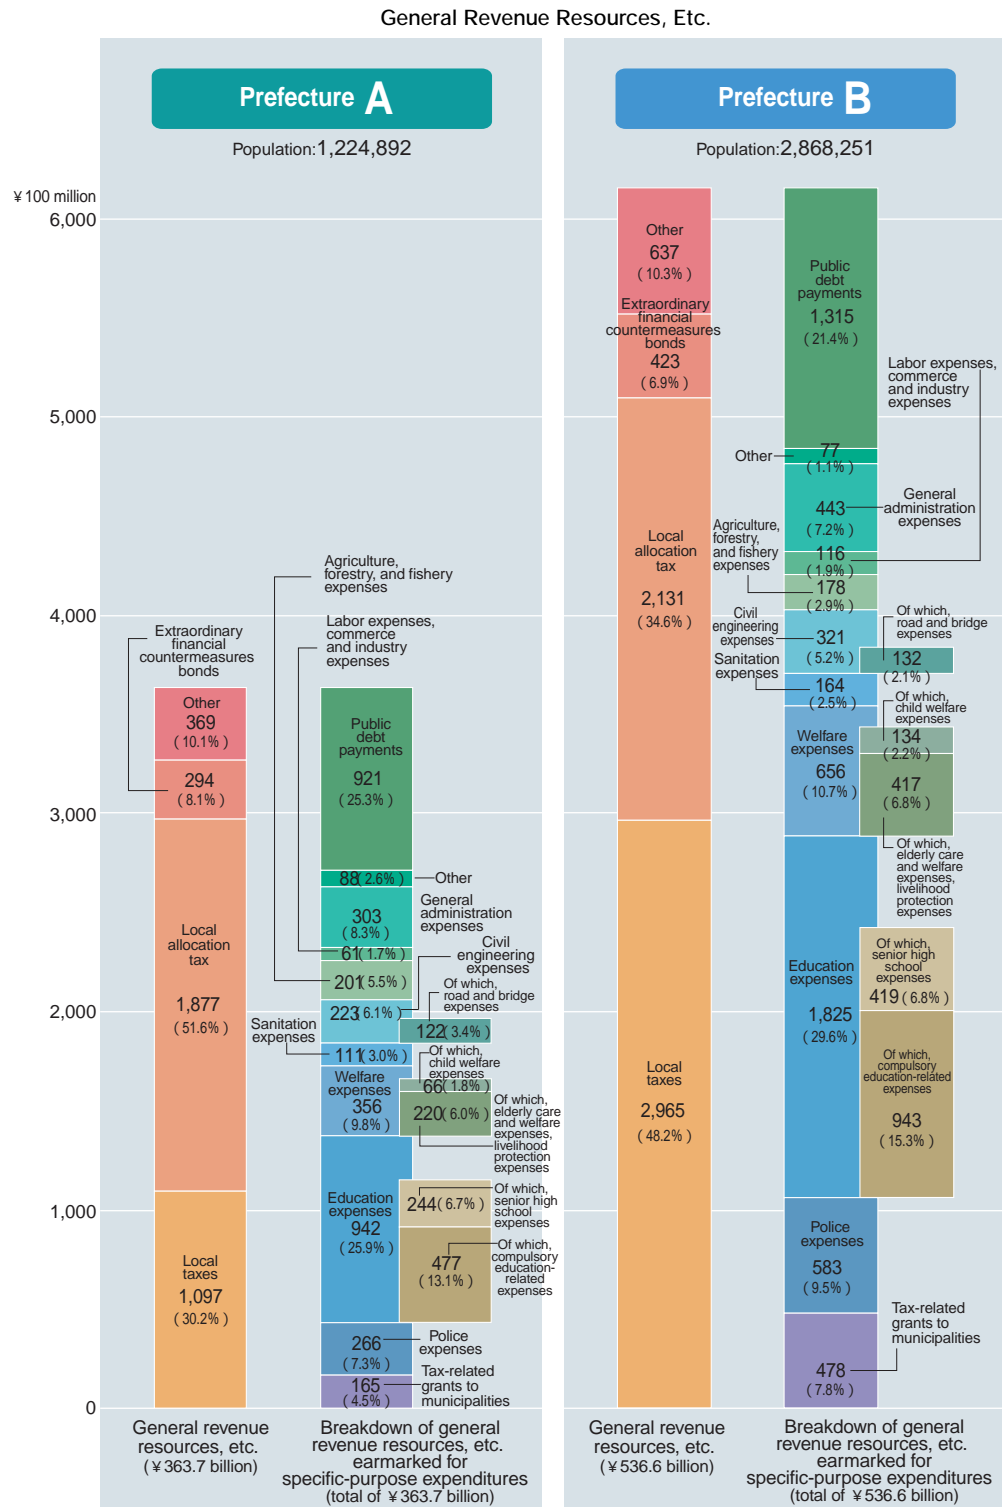 General Revenue Resources, Etc.
Prefecture A
Population:1,224,892
¥100 million
6,000
5,000
4,000
3,000
2,000
1,000
0
Extraordinary
financial
countermeasures
bonds
Other
369
(10.1%)
294
(8.1%)
Local
allocation
tax
1,877
(51.6%)
Local
taxes
1,097
(30.2%)
General revenue
resources, etc.
(¥363.7 billion)
Agriculture,
forestry, and fishery
expenses
Labor expenses,
commerce
and industry
expenses
Public
debt
payments
921
(25.3%)
88(2.6%)
Other
303
(8.3%)
General
administration
expenses
61(1.7%)
201(5.5%)
Civil
engineering
expenses
223(6.1%)
Of which,
road and bridge
expenses
122(3.4%)
Sanitation
expenses
111(3.0%)
Of which,
child welfare
expenses
66(1.8%)
Welfare
expenses
356
(9.8%)
220(6.0%)
Of which,
elderly care
and welfare
expenses,
livelihood
protection
expenses
Education
expenses
942
(25.9%)
244(6.7%)
Of which,
senior high
school
expenses
477
(13.1%)
Of which,
compulsory
education-
related
expenses
266
(7.3%)
Police
expenses
165
(4.5%)
Tax-related
grants to
municipalities
Breakdown of general
revenue resources, etc.
earmarked for
specific-purpose expenditures
(total of ¥363.7 billion)
Prefecture B
Population:2,868,251
Other
637
(10.3%)
Extraordinary
financial
countermeasures
bonds
423
(6.9%)
Local
allocation
tax
2,131
(34.6%)
Local
taxes
2,965
(48.2%)
General revenue
resources, etc.
(¥536.6 billion)
Public
debt
payments
1,315
(21.4%)
Labor expenses,
commerce
and industry
expenses
Other
77
(1.1%)
443
(7.2%)
General
administration
expenses
Agriculture,
forestry,
and fishery
expenses
116
(1.9%)
178
(2.9%)
Civil
engineering
expenses
321
(5.2%)
Of which,
road and bridge
expenses
132
(2.1%)
Sanitation
expenses
164
(2.5%)
Of which,
child welfare
expenses
134
(2.2%)
Welfare
expenses
656
(10.7%)
417
(6.8%)
Of which,
elderly care
and welfare
expenses,
livelihood
protection
expenses
Education
expenses
1,825
(29.6%)
Of which,
senior high
school
expenses
419(6.8%)
Of which,
compulsory
education-related
expenses
943
(15.3%)
Police
expenses
583
(9.5%)
Tax-related
grants to
municipalities
478
(7.8%)
Breakdown of general
revenue resources, etc.
earmarked for
specific-purpose expenditures
(total of ¥536.6 billion)